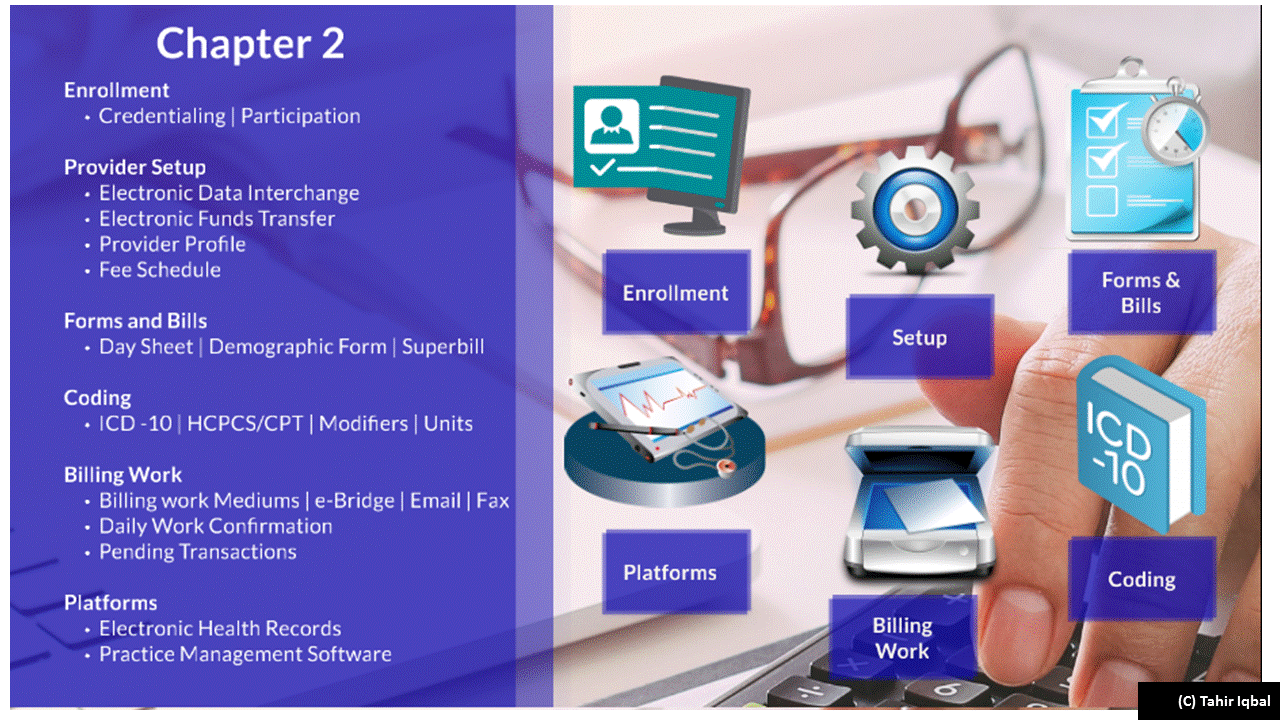 Chapter 2
Enrollment
• Credentialing | Participation
Provider Setup
• Electronic Data Interchange
• Electronic Funds Transfer
• Provider Profile
• Fee Schedule
Forms and Bills
• Day Sheet | Demographic Form | Superbill
Coding
• ICD -10 | HCPCS/CPT | Modifiers | Units
Billing Work
• Billing work Mediums | e-Bridge | Email | Fax
• Daily Work Confirmation
• Pending Transactions
Platforms
• Electronic Health Records
• Practice Management Software
Enrollment
Setup
Forms &
Bills
Platforms
Billing
Work
ICD
-10
Coding
÷
6
(C) Tahir Iqbal